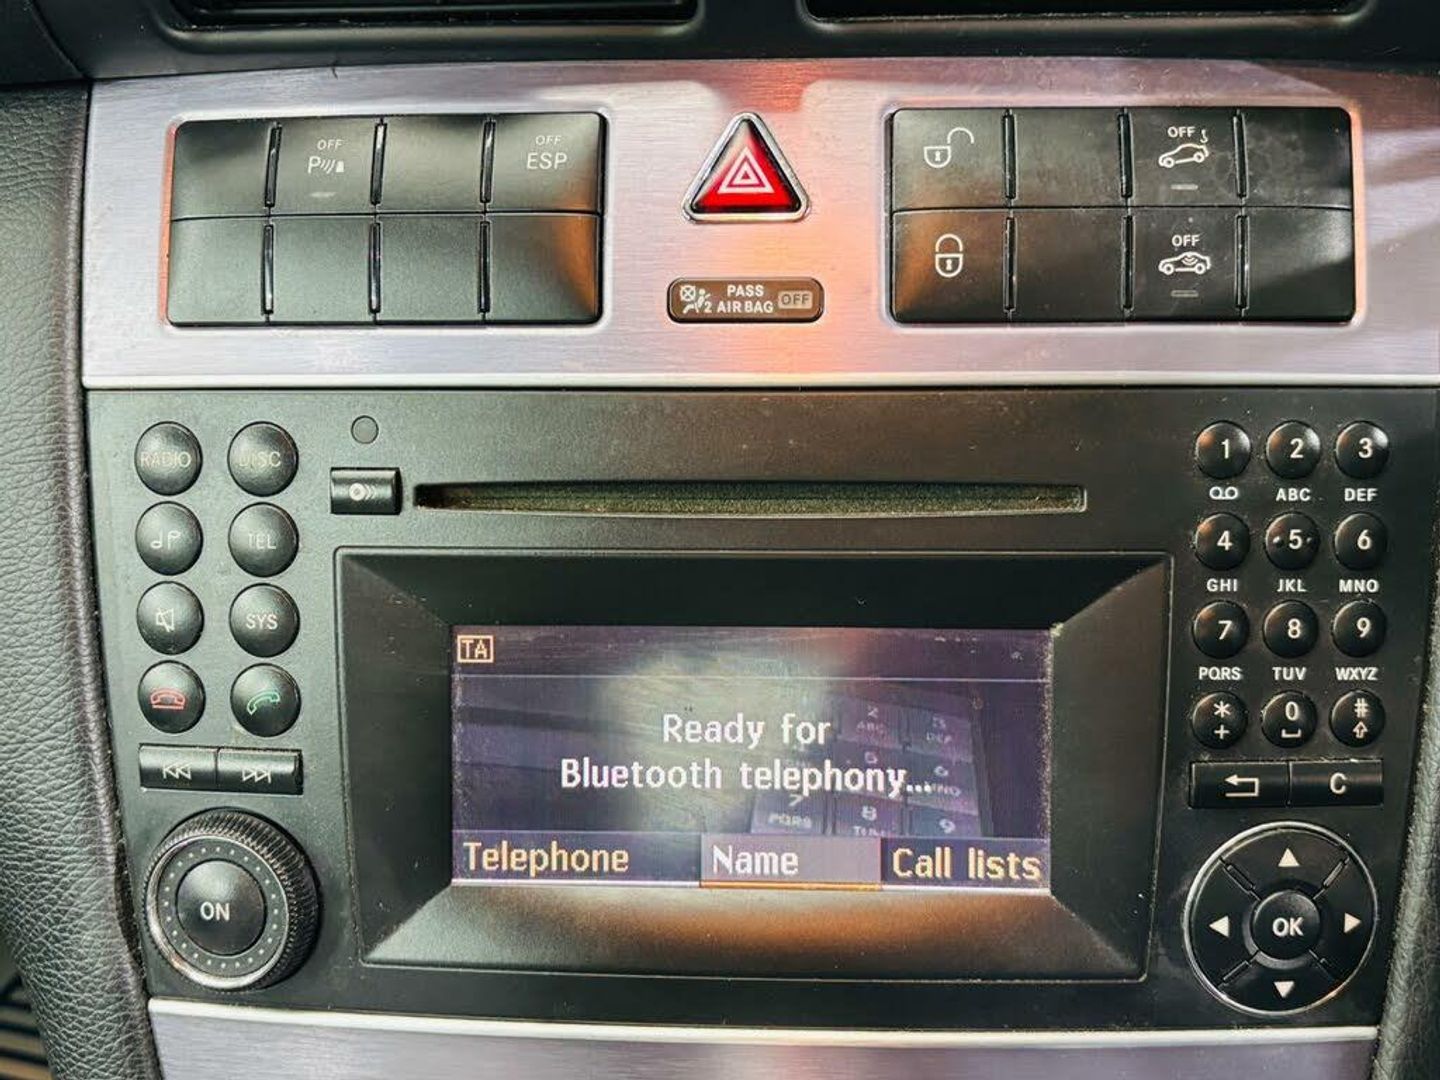 OFF
P
OFF
ESP
OFF
OFF
PASS
2 AIR BAG OFF
RADIO
DISC
TEL
SYS
ON
TA
Ready for
Bluetooth telephony...
Telephone Name Call lists
1 2 3
ABC DEF
4 5 6
GHI JKL MNO
7 8 9
PQRS TUV WXYZ
* 0 #
+
C
OK